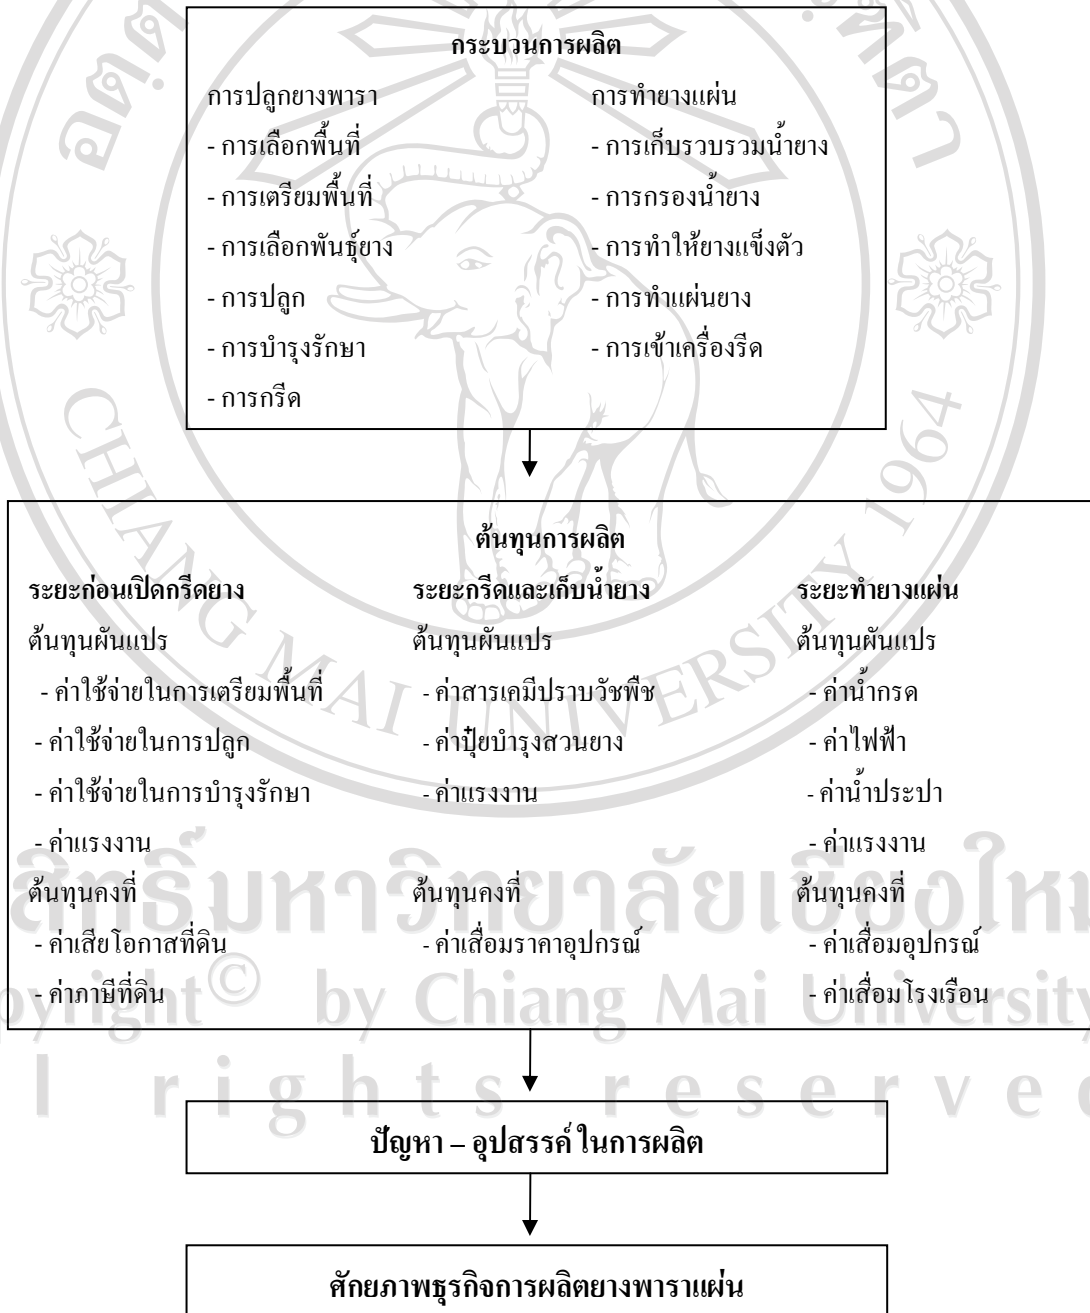 กระบวนการผลิต
การปลูกยางพารา การทำยางแผ่น
- การเลือกพื้นที่ - การเก็บรวบรวมน้ำยาง
- การเตรียมพื้นที่ - การกรองน้ำยาง
- การเลือกพันธุ์ยาง - การทำให้ยางแข็งตัว
- การปลูก - การทำแผ่นยาง
- การบำรุงรักษา - การเข้าเครื่องรีด
- การกรีด
ต้นทุนการผลิต
ระยะก่อนเปิดกรีดยาง ระยะกรีดและเก็บน้ำยาง ระยะทำยางแผ่น
ต้นทุนผันแปร ต้นทุนผันแปร ต้นทุนผันแปร
- ค่าใช้จ่ายในการเตรียมพื้นที่ - ค่าสารเคมีปราบวัชพืช - ค่าน้ำกรด
- ค่าใช้จ่ายในการปลูก - ค่าปุ๋ยบำรุงสวนยาง - ค่าไฟฟ้า
- ค่าใช้จ่ายในการบำรุงรักษา - ค่าแรงงาน - ค่าน้ำประปา
- ค่าแรงงาน - ค่าแรงงาน
ต้นทุนคงที่ ต้นทุนคงที่ ต้นทุนคงที่
- ค่าเสียโอกาสที่ดิน - ค่าเสื่อมราคาอุปกรณ์ - ค่าเสื่อมอุปกรณ์
- ค่าภาษีที่ดิน - ค่าเสื่อมโรงเรือน
ปัญหา – อุปสรรค์ ในการผลิต
ศักยภาพธุรกิจการผลิตยางพาราแผ่น
CHIANG MAI UNIVERSITY 1964
สิทธิ์มหาวิทยาลัยเชียงให
pyright© by Chiang Mai University
l rights reserve